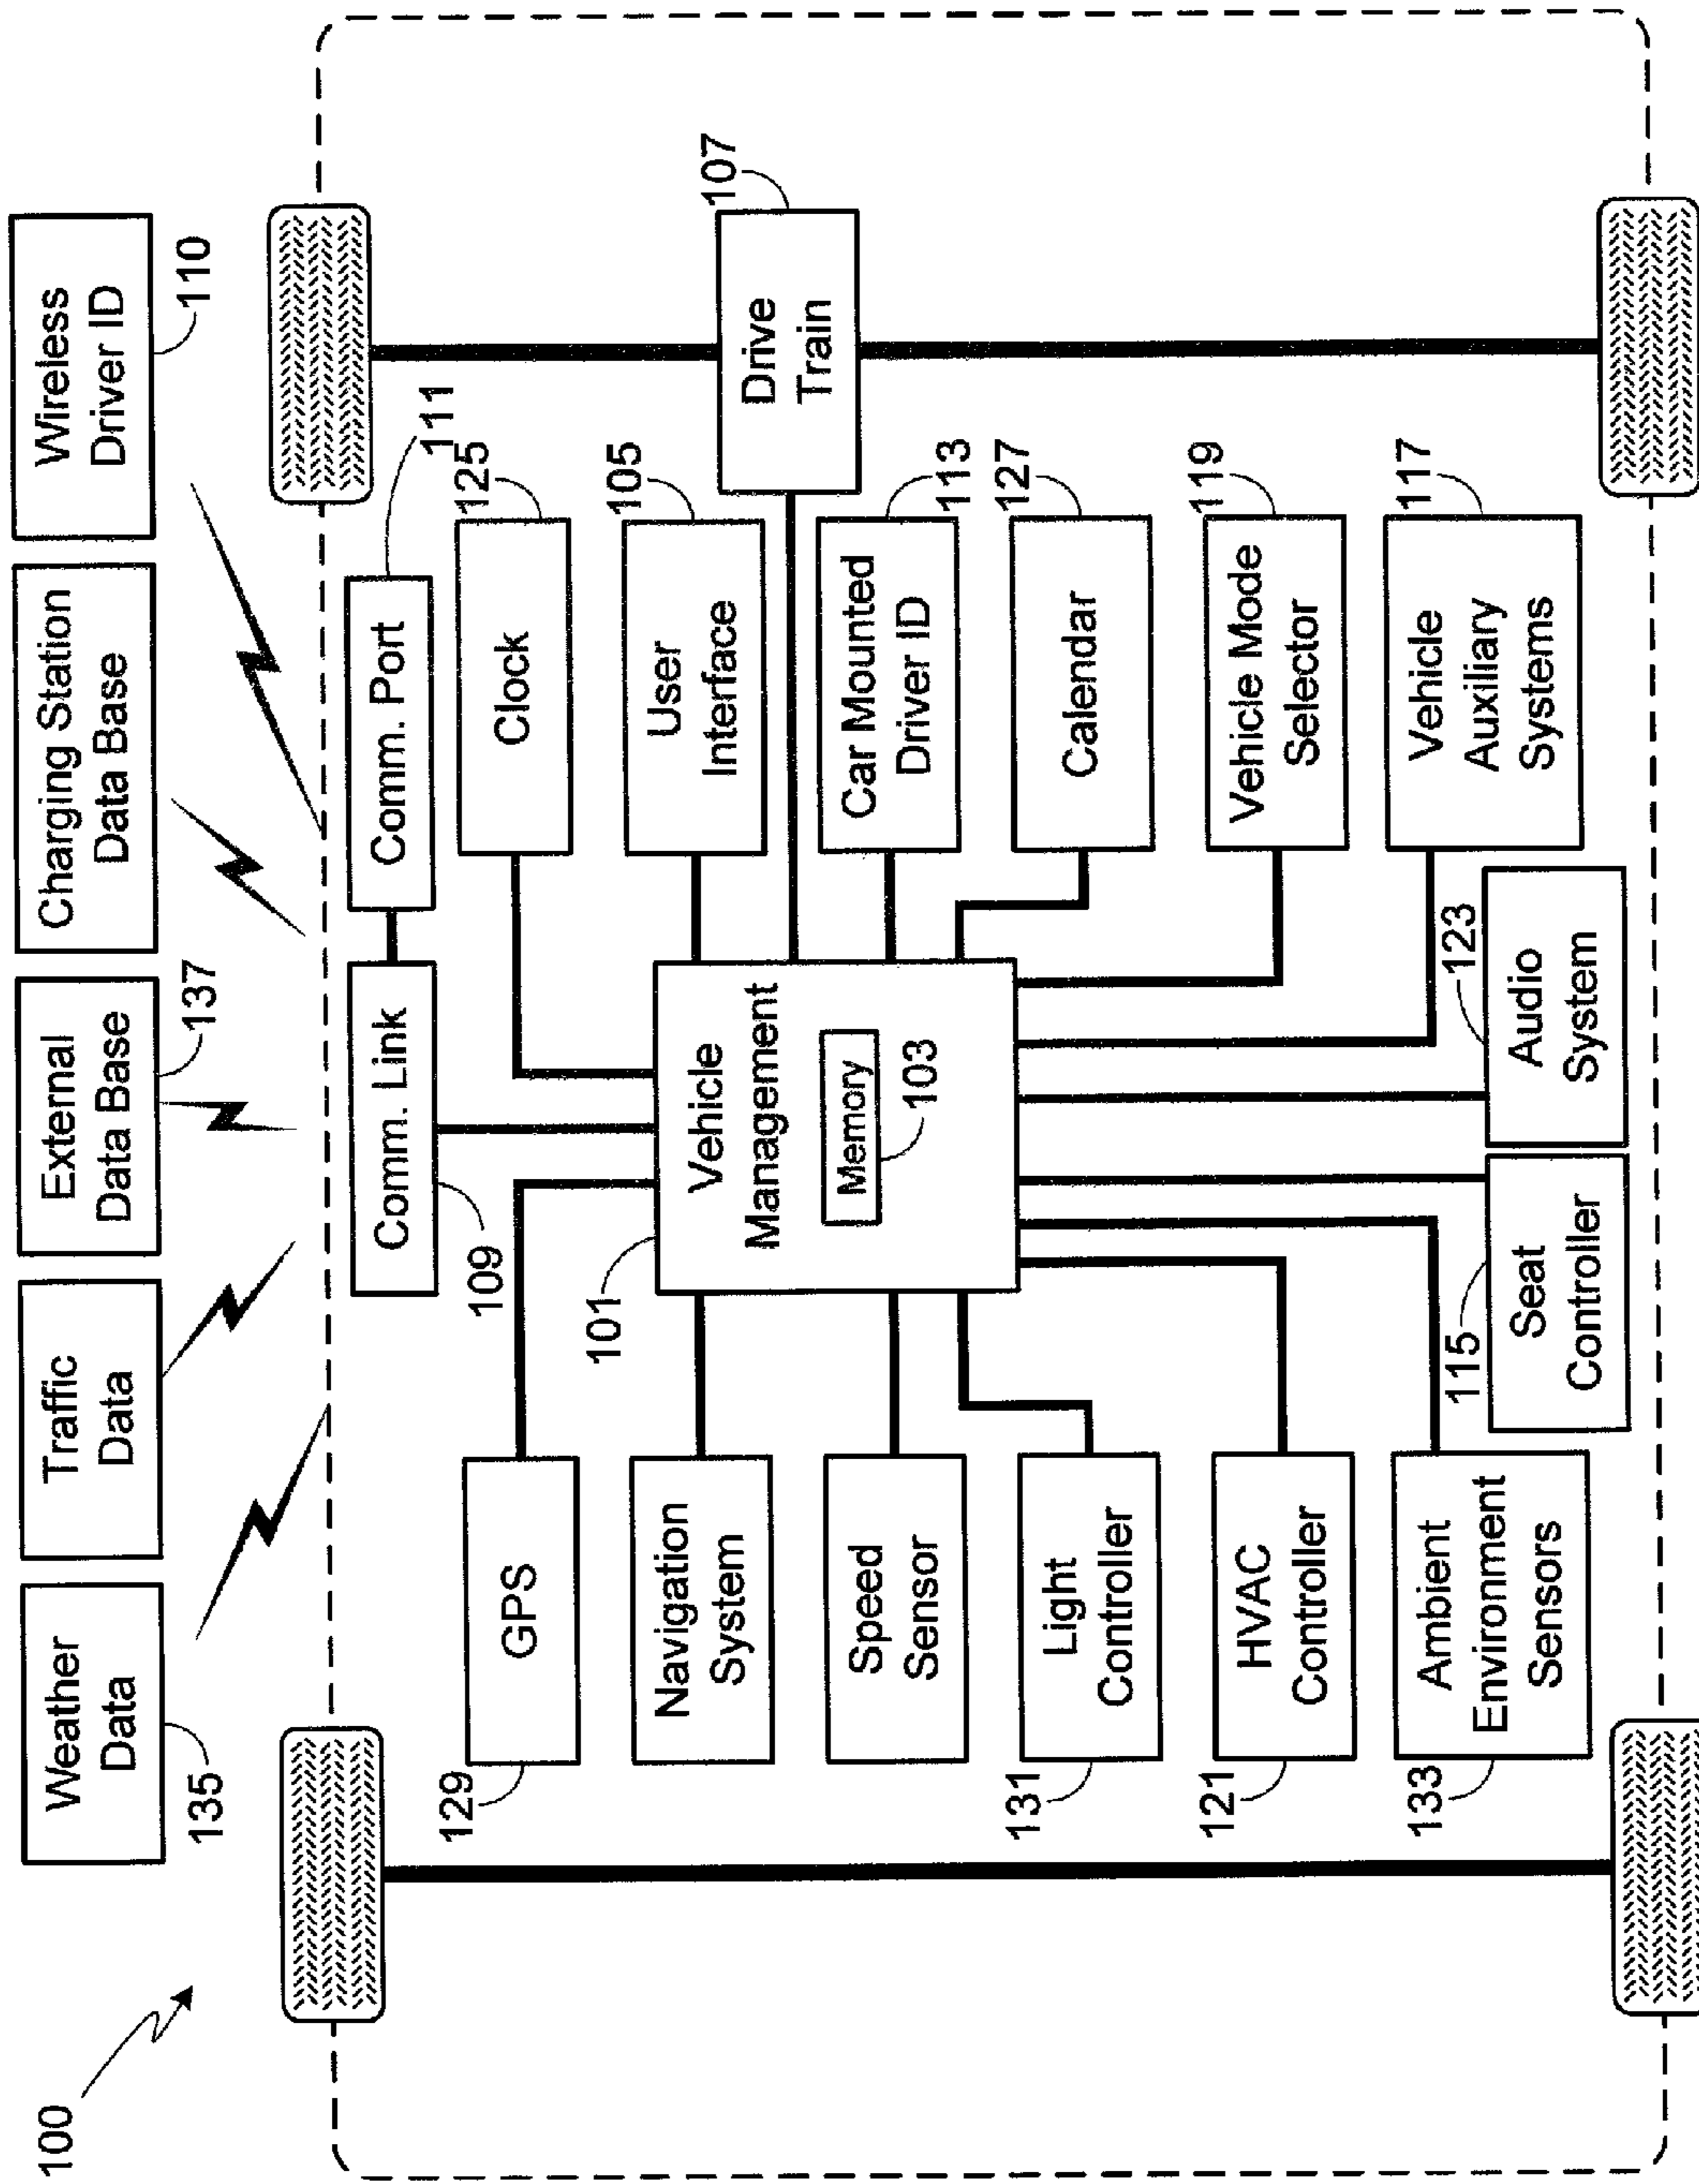 100
Weather
Data
135
Traffic
Data
External
Data Base
137
Charging Station
Data Base
Wireless
Driver ID
110
Comm. Link
109
Comm. Port
111
GPS
129
Clock
125
Navigation
System
User
Interface
105
Vehicle
Management
101
Memory
103
Drive
Train
107
Speed
Sensor
Car Mounted
Driver ID
113
Light
Controller
131
Calendar
127
HVAC
Controller
121
Vehicle Mode
Selector
119
Ambient
Environment
Sensors
133
Vehicle
Auxiliary
Systems
117
Seat
Controller
115
Audio
System
123